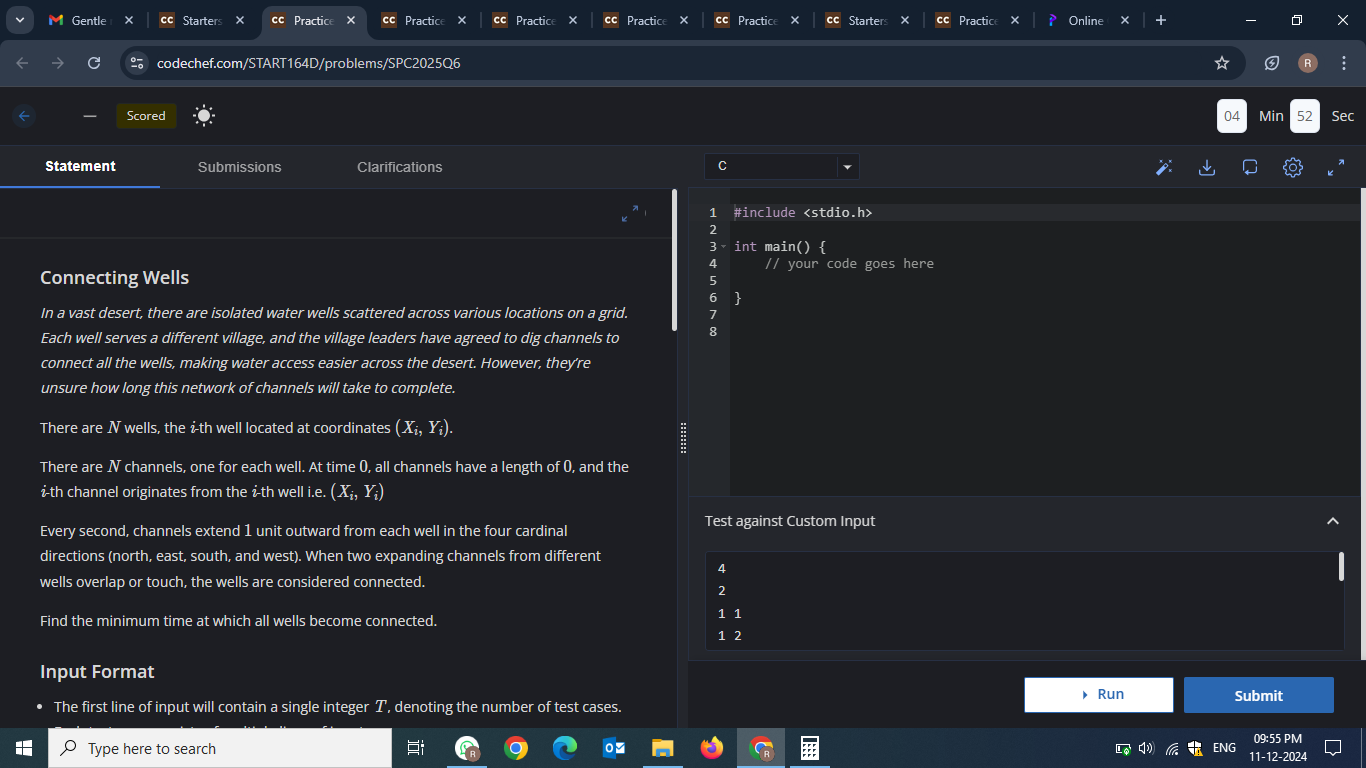 Gentle
Starters
Practice
Practice
Practice
Practice
Practice
Starters
Practice
Online
codechef.com/START164D/problems/SPC2025Q6
R
Scored
04 Min 52 Sec
Statement Submissions Clarifications
C
Connecting Wells
In a vast desert, there are isolated water wells scattered across various locations on a grid.
Each well serves a different village, and the village leaders have agreed to dig channels to
connect all the wells, making water access easier across the desert. However, they're
unsure how long this network of channels will take to complete.
There are N wells, the i-th well located at coordinates (Xi, Yi).
There are N channels, one for each well. At time 0, all channels have a length of 0, and the
i-th channel originates from the i-th well i.e. (Xi, Yi)
Every second, channels extend 1 unit outward from each well in the four cardinal
directions (north, east, south, and west). When two expanding channels from different
wells overlap or touch, the wells are considered connected.
Find the minimum time at which all wells become connected.
Input Format
• The first line of input will contain a single integer T, denoting the number of test cases.
1 #include <stdio.h>
2
3 int main() {
4 // your code goes here
5
6 }
7
8
Test against Custom Input
4
2
1 1
1 2
Run
Submit
Type here to search
ENG
09:55 PM
11-12-2024